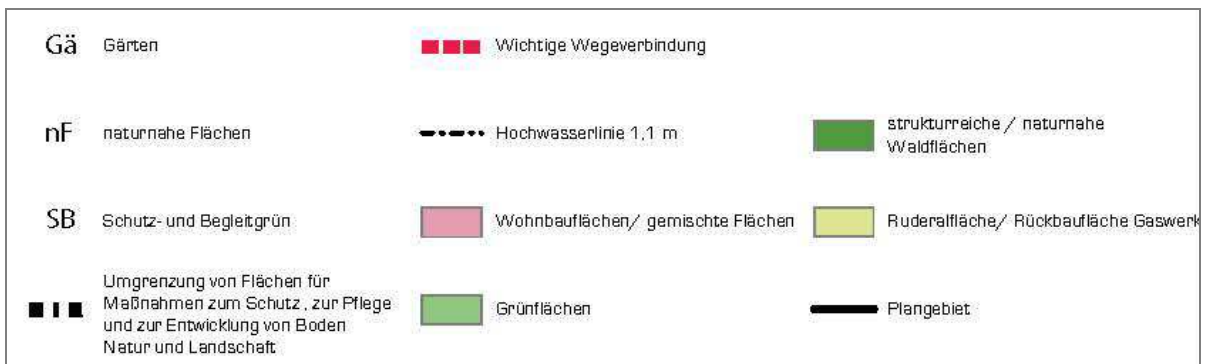 Gä Gärten
Wichtige Wegeverbindung
nF naturnahe Flächen
Hochwasserlinie 1,1 m
strukturreiche / naturnahe
Waldflächen
SB Schutz- und Begleitgrün
Wohnbauflächen/ gemischte Flächen
Ruderalfläche/ Rückbaufläche Gaswerk
Umgrenzung von Flächen für
Maßnahmen zum Schutz, zur Pflege
und zur Entwicklung von Boden
Natur und Landschaft
Grünflächen
Plangebiet